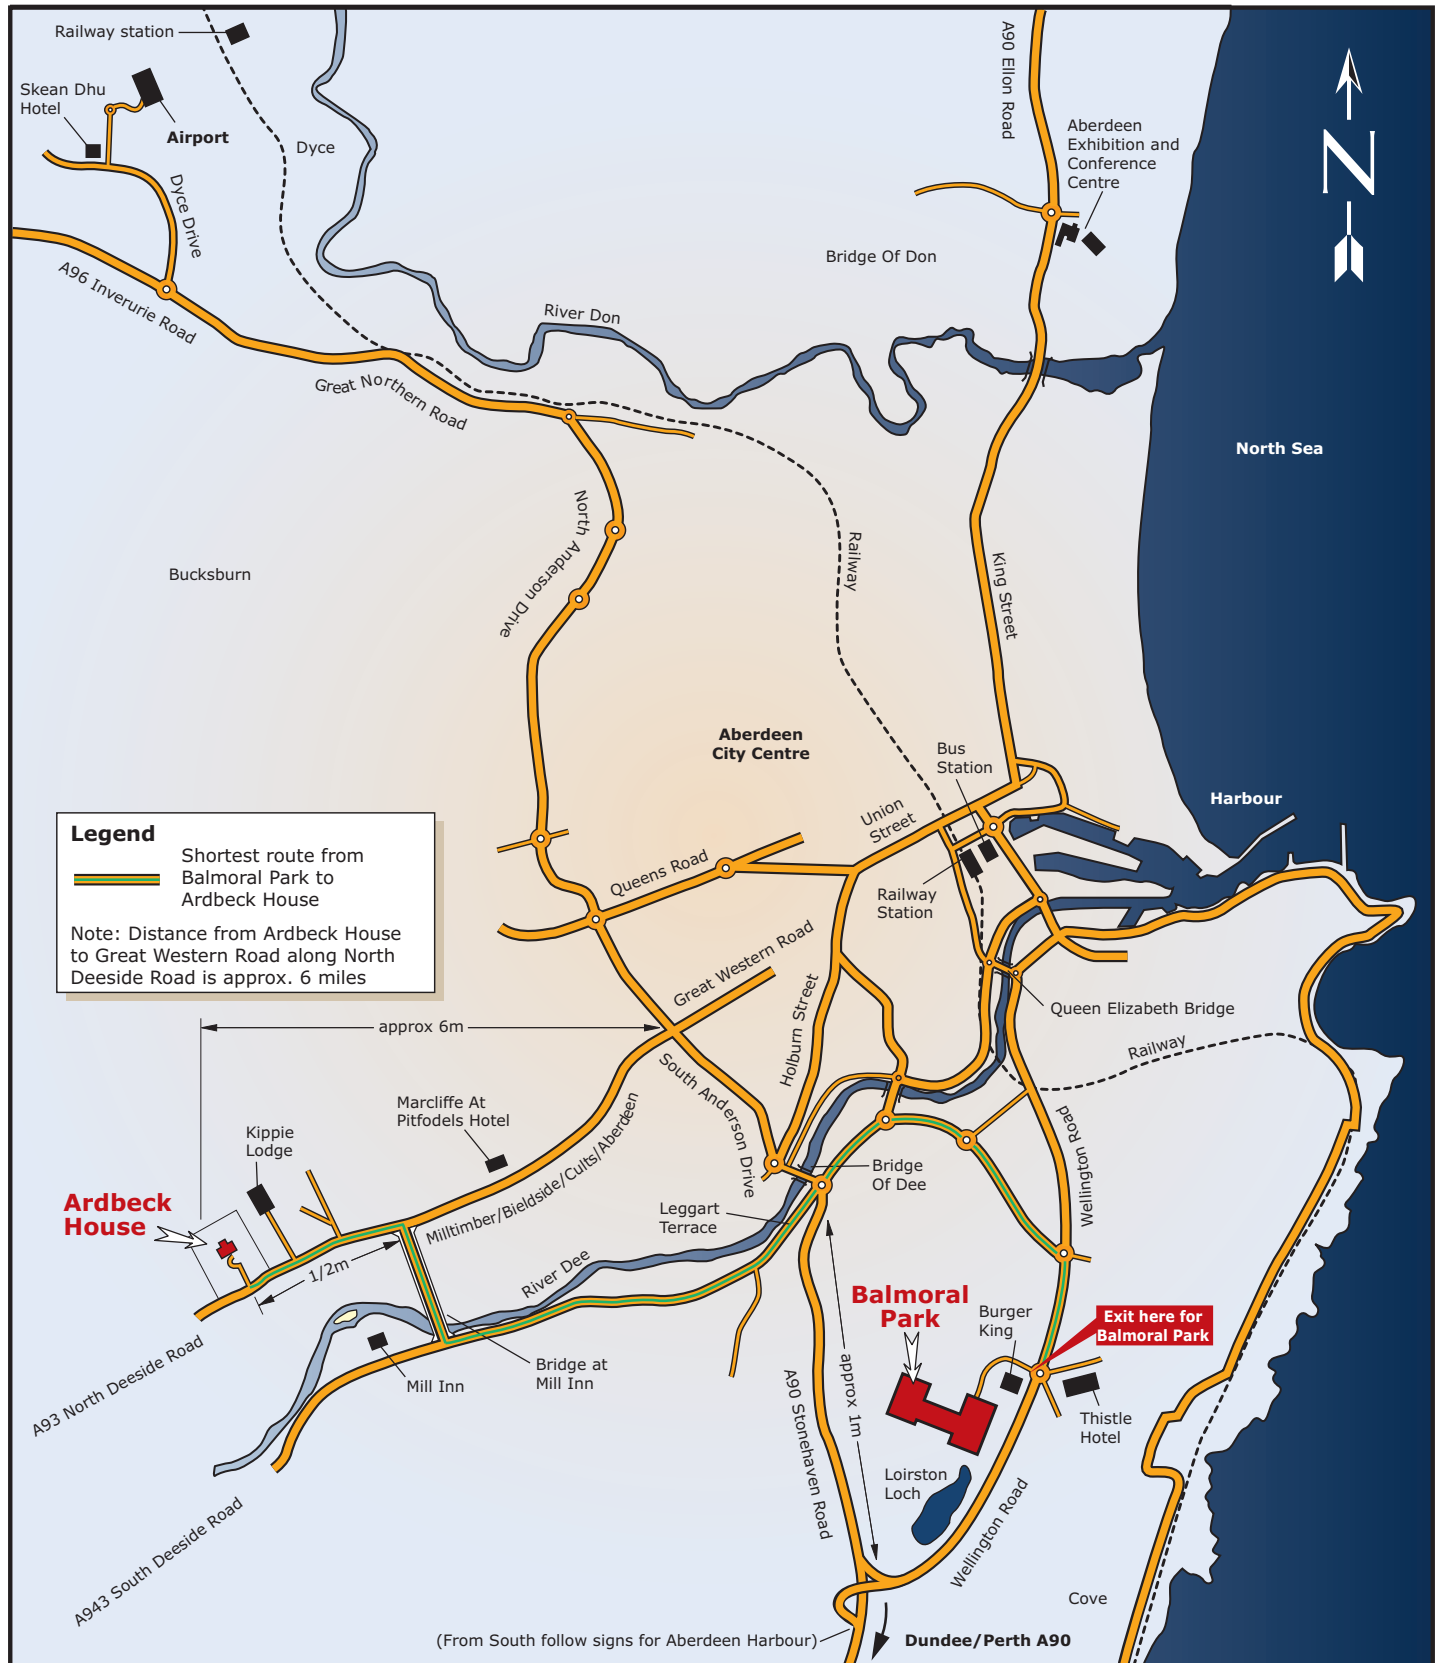 Railway station
Skean Dhu
Hotel
Airport
Dyce
Dyce Drive
A96 Inverurie Road
A90 Ellon Road
Aberdeen
Exhibition and
Conference
Centre
N
Bridge Of Don
River Don
Great Northern Road
North Sea
North Anderson Drive
Railway
Bucksburn
King Street
Aberdeen
City Centre
Bus
Station
Harbour
Union
Street
Legend
Shortest route from
Balmoral Park to
Ardbeck House
Note: Distance from Ardbeck House
to Great Western Road along North
Deeside Road is approx. 6 miles
Queens Road
Railway
Station
Great Western Road
Queen Elizabeth Bridge
approx 6m
Holburn Street
Railway
South Anderson Drive
Marcliffe At
Pitfodels Hotel
Kippie
Lodge
Milltimber/Bieldside/Cults/Aberdeen
Wellington Road
Bridge
Of Dee
Ardbeck
House
Leggart
Terrace
1/2m
River Dee
Balmoral
Park
Burger
King
Exit here for
Balmoral Park
A93 North Deeside Road
Mill Inn
Bridge at
Mill Inn
approx 1m
A90 Stonehaven Road
Thistle
Hotel
Loirston
Loch
Wellington Road
A943 South Deeside Road
Cove
(From South follow signs for Aberdeen Harbour)
Dundee/Perth A90